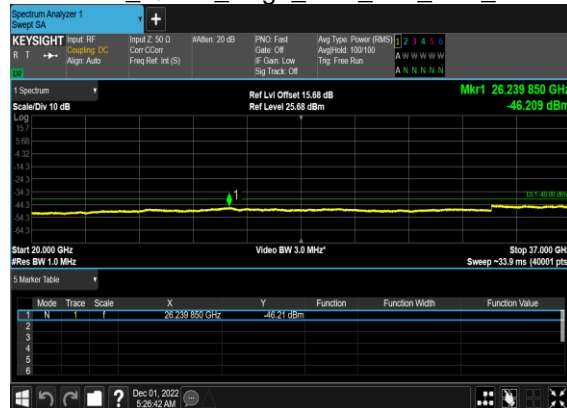 Spectrum Analyzer 1
Swept SA
KEYSIGHT Input: RF Input Z: 50 Ω #Atten: 20 dB PNO: Fast Avg Type: Power (RMS) 1 2 3 4 5 6
R T Coupling: DC Corr CCorr Gate: Off Avg|Hold: 100/100 A W W W W W
Align: Auto Freq Ref: Int (S) IF Gain: Low Trig: Free Run
Sig Track: Off A N N N N N
1 Spectrum Ref Lvl Offset 15.68 dB Mkr1 26.239 850 GHz
Scale/Div 10 dB Ref Level 25.68 dBm -46.209 dBm
Log
15.7
5.68
-4.32
-14.3
-24.3
-34.3
1
DL1 -40.00 dBm
-44.3
-54.3
-64.3
Start 20.000 GHz Video BW 3.0 MHz* Stop 37.000 GHz
#Res BW 1.0 MHz Sweep ~33.9 ms (40001 pts)
5 Marker Table
Mode Trace Scale X Y Function Function Width Function Value
1 N 1 f 26.239 850 GHz -46.21 dBm
2
3
4
5
6
? Dec 01, 2022
5:26:42 AM